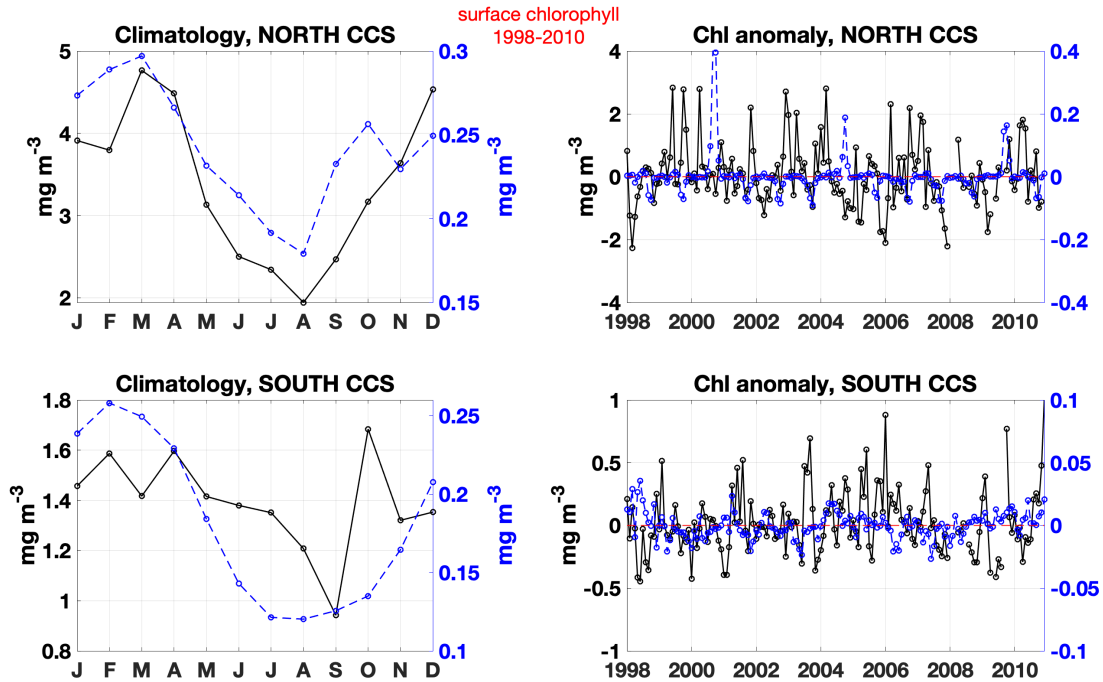 surface chlorophyll
1998-2010
Climatology, NORTH CCS
5
4
3
2
mg m-3
0.3
0.25
0.2
0.15
mg m-3
J F M A M J J A S O N D
Chl anomaly, NORTH CCS
4
2
0
-2
-4
mg m-3
0.4
0.2
0
-0.2
-0.4
1998 2000 2002 2004 2006 2008 2010
Climatology, SOUTH CCS
1.8
1.6
1.4
1.2
1
0.8
mg m-3
0.25
0.2
0.15
0.1
mg m-3
J F M A M J J A S O N D
Chl anomaly, SOUTH CCS
1
0.5
0
-0.5
-1
mg m-3
0.1
0.05
0
-0.05
-0.1
1998 2000 2002 2004 2006 2008 2010